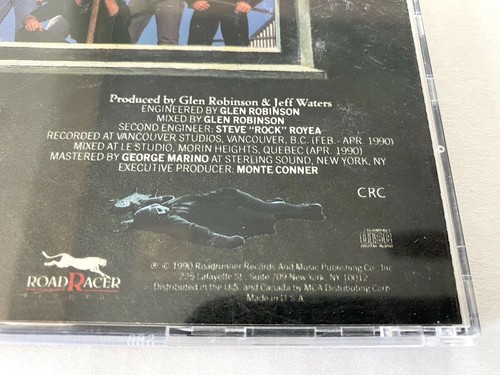 Produced by Glen Robinson & Jeff Waters
ENGINEERED BY GLEN ROBINSON
MIXED BY GLEN ROBINSON
SECOND ENGINEER: STEVE "ROCK" ROYEA
RECORDED AT VANCOUVER STUDIOS, VANCOUVER, B.C. (FEB.- APR. 1990)
MIXED AT LE STUDIO, MORIN HEIGHTS, QUEBEC (APR. 1990)
MASTERED BY GEORGE MARINO AT STERLING SOUND, NEW YORK, NY
EXECUTIVE PRODUCER: MONTE CONNER
CRC
COMPACT
disc
DIGITAL AUDIO
ROADRACER
℗ © 1990 Roadrunner Records And Music Publishing Co. Inc
225 Lafayette St - Suite 709 New York, NY 10012
Distributed in the U.S. and Canada by MCA Distributing Corp
Made in U.S.A.